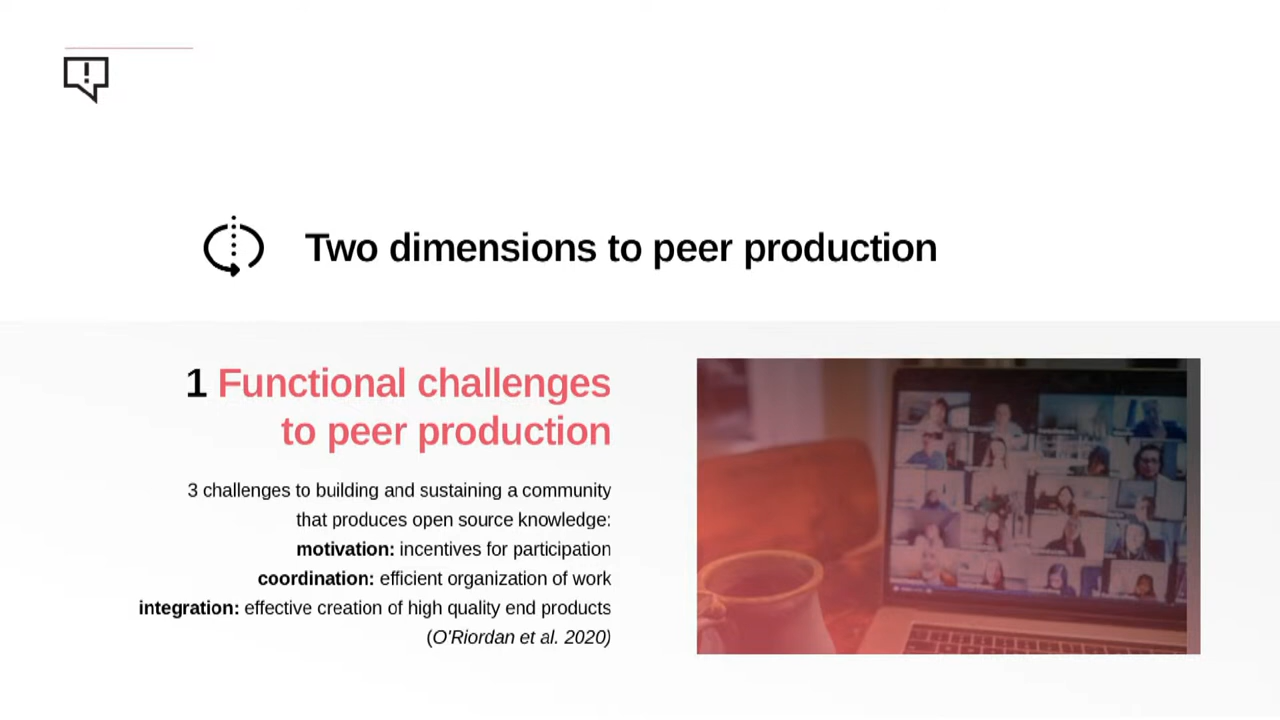 Two dimensions to peer production
1 Functional challenges
to peer production
3 challenges to building and sustaining a community
that produces open source knowledge:
motivation: incentives for participation
coordination: efficient organization of work
integration: effective creation of high quality end products
(O'Riordan et al. 2020)